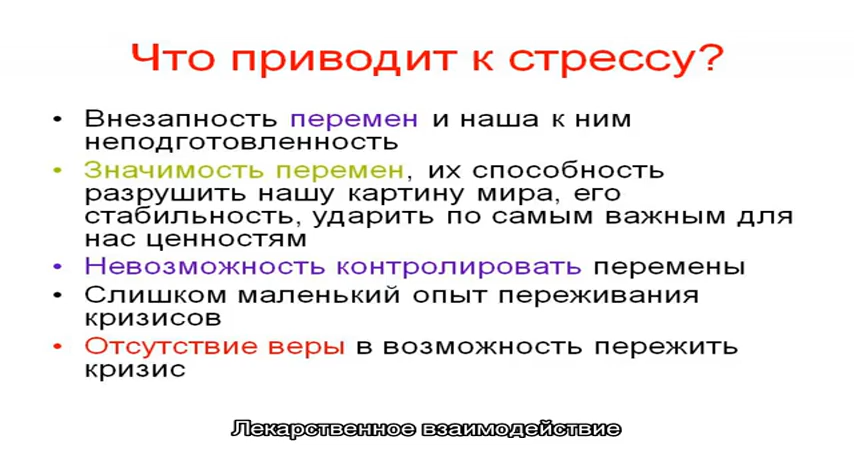 Что приводит к стрессу?
• Внезапность перемен и наша к ним
неподготовленность
• Значимость перемен, их способность
разрушить нашу картину мира, его
стабильность, ударить по самым важным для
нас ценностям
• Невозможность контролировать перемены
• Слишком маленький опыт переживания
кризисов
• Отсутствие веры в возможность пережить
кризис
Лекарственное взаимодействие